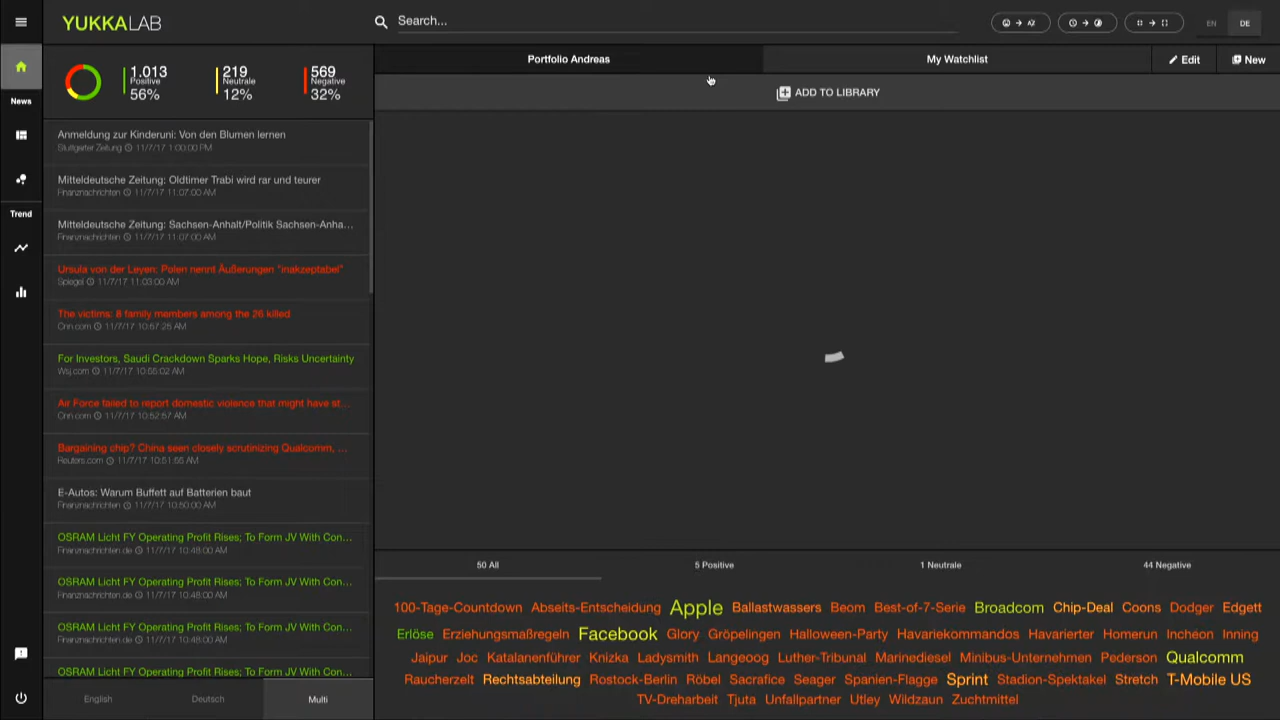 YUKKALAB
Search...
EN
DE
1.013
Positive
56%
219
Neutrale
12%
569
Negative
32%
Portfolio Andreas
My Watchlist
Edit
New
ADD TO LIBRARY
News
Trend
Anmeldung zur Kinderuni: Von den Blumen lernen
Stuttgarter Zeitung 11/7/17 1:00:00 PM
Mitteldeutsche Zeitung: Oldtimer Trabi wird rar und teurer
Finanznachrichten 11/7/17 11:07:00 AM
Mitteldeutsche Zeitung: Sachsen-Anhalt/Politik Sachsen-Anha...
Finanznachrichten 11/7/17 11:07:00 AM
Ursula von der Leyen: Polen nennt Äußerungen "inakzeptabel"
Spiegel 11/7/17 11:03:00 AM
The victims: 8 family members among the 26 killed
Cnn.com 11/7/17 10:57:25 AM
For Investors, Saudi Crackdown Sparks Hope, Risks Uncertainty
Wsj.com 11/7/17 10:55:02 AM
Air Force failed to report domestic violence that might have st...
Cnn.com 11/7/17 10:52:57 AM
Bargaining chip? China seen closely scrutinizing Qualcomm, ...
Reuters.com 11/7/17 10:51:55 AM
E-Autos: Warum Buffett auf Batterien baut
Finanznachrichten 11/7/17 10:50:00 AM
OSRAM Licht FY Operating Profit Rises; To Form JV With Con...
Finanznachrichten.de 11/7/17 10:48:00 AM
OSRAM Licht FY Operating Profit Rises; To Form JV With Con...
Finanznachrichten.de 11/7/17 10:48:00 AM
OSRAM Licht FY Operating Profit Rises; To Form JV With Con...
Finanznachrichten.de 11/7/17 10:48:00 AM
OSRAM Licht FY Operating Profit Rises; To Form JV With Con...
English
Deutsch
Multi
50 All
5 Positive
1 Neutrale
44 Negative
100-Tage-Countdown Abseits-Entscheidung Apple Ballastwassers Beom Best-of-7-Serie Broadcom Chip-Deal Coons Dodger Edgett
Erlöse Erziehungsmaßregeln Facebook Glory Gröpelingen Halloween-Party Havariekommandos Havarierter Homerun Incheon Inning
Jaipur Joc Katalanenführer Knizka Ladysmith Langeoog Luther-Tribunal Marinediesel Minibus-Unternehmen Pederson Qualcomm
Raucherzelt Rechtsabteilung Rostock-Berlin Röbel Sacrafice Seager Spanien-Flagge Sprint Stadion-Spektakel Stretch T-Mobile US
TV-Dreharbeit Tjuta Unfallpartner Utley Wildzaun Zuchtmittel